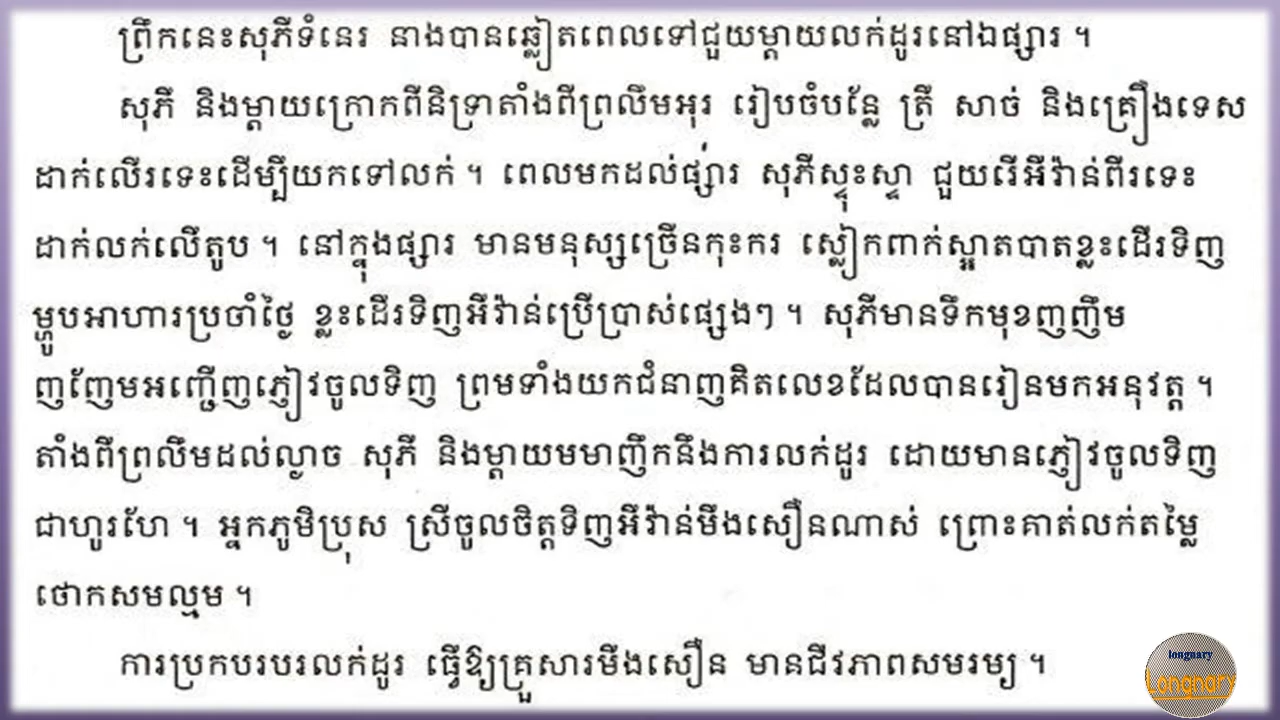 ព្រឹកនេះសុភីទំនេរ នាងបានឆ្លៀតពេលទៅជួយម្ដាយលក់ដូរនៅឯផ្សារ ។
សុភី និងម្ដាយក្រោកពីនិទ្រាតាំងពីព្រលឹមអុរ រៀបចំបន្លែ ត្រី សាច់ និងគ្រឿងទេស
ដាក់លើរទេះដើម្បីយកទៅលក់ ។ ពេលមកដល់ផ្ស៉ារ សុភីស្ទុះស្ទា ជួយរើអីវ៉ាន់ពីរទេះ
ដាក់លក់លើតូប ។ នៅក្នុងផ្សារ មានមនុស្សច្រើនកុះករ ស្លៀកពាក់ស្អាតបាតខ្លះដើរទិញ
ម្ហូបអាហារប្រចាំថ្ងៃ ខ្លះដើរទិញអីវ៉ាន់ប្រើប្រាស់ផ្សេងៗ ។ សុភីមានទឹកមុខញញឹម
ញញែមអញ្ជើញភ្ញៀវចូលទិញ ព្រមទាំងយកជំនាញគិតលេខដែលបានរៀនមកអនុវត្ត ។
តាំងពីព្រលឹមដល់ល្ងាច សុភី និងម្ដាយមមាញឹកនឹងការលក់ដូរ ដោយមានភ្ញៀវចូលទិញ
ជាហូរហែ ។ អ្នកភូមិប្រុស ស្រីចូលចិត្តទិញអីវ៉ាន់មីងសឿនណាស់ ព្រោះគាត់លក់តម្លៃ
ថោកសមល្មម ។
ការប្រកបរបរលក់ដូរ ធ្វើឱ្យគ្រួសារមីងសឿន មានជីវភាពសមរម្យ ។
longnary
Longnary